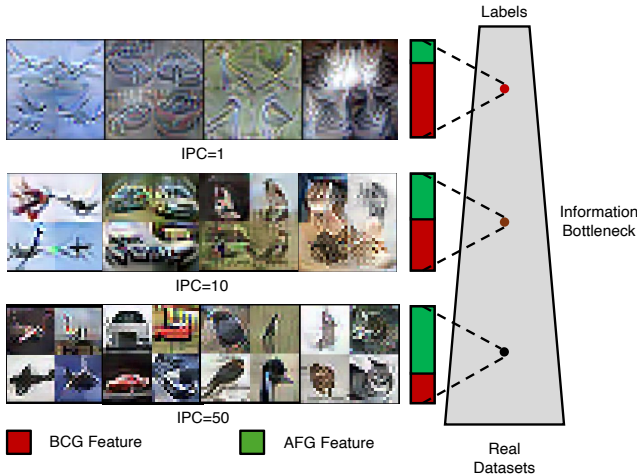 Labels
IPC=1
IPC=10
Information
Bottleneck
IPC=50
BCG Feature
AFG Feature
Real
Datasets